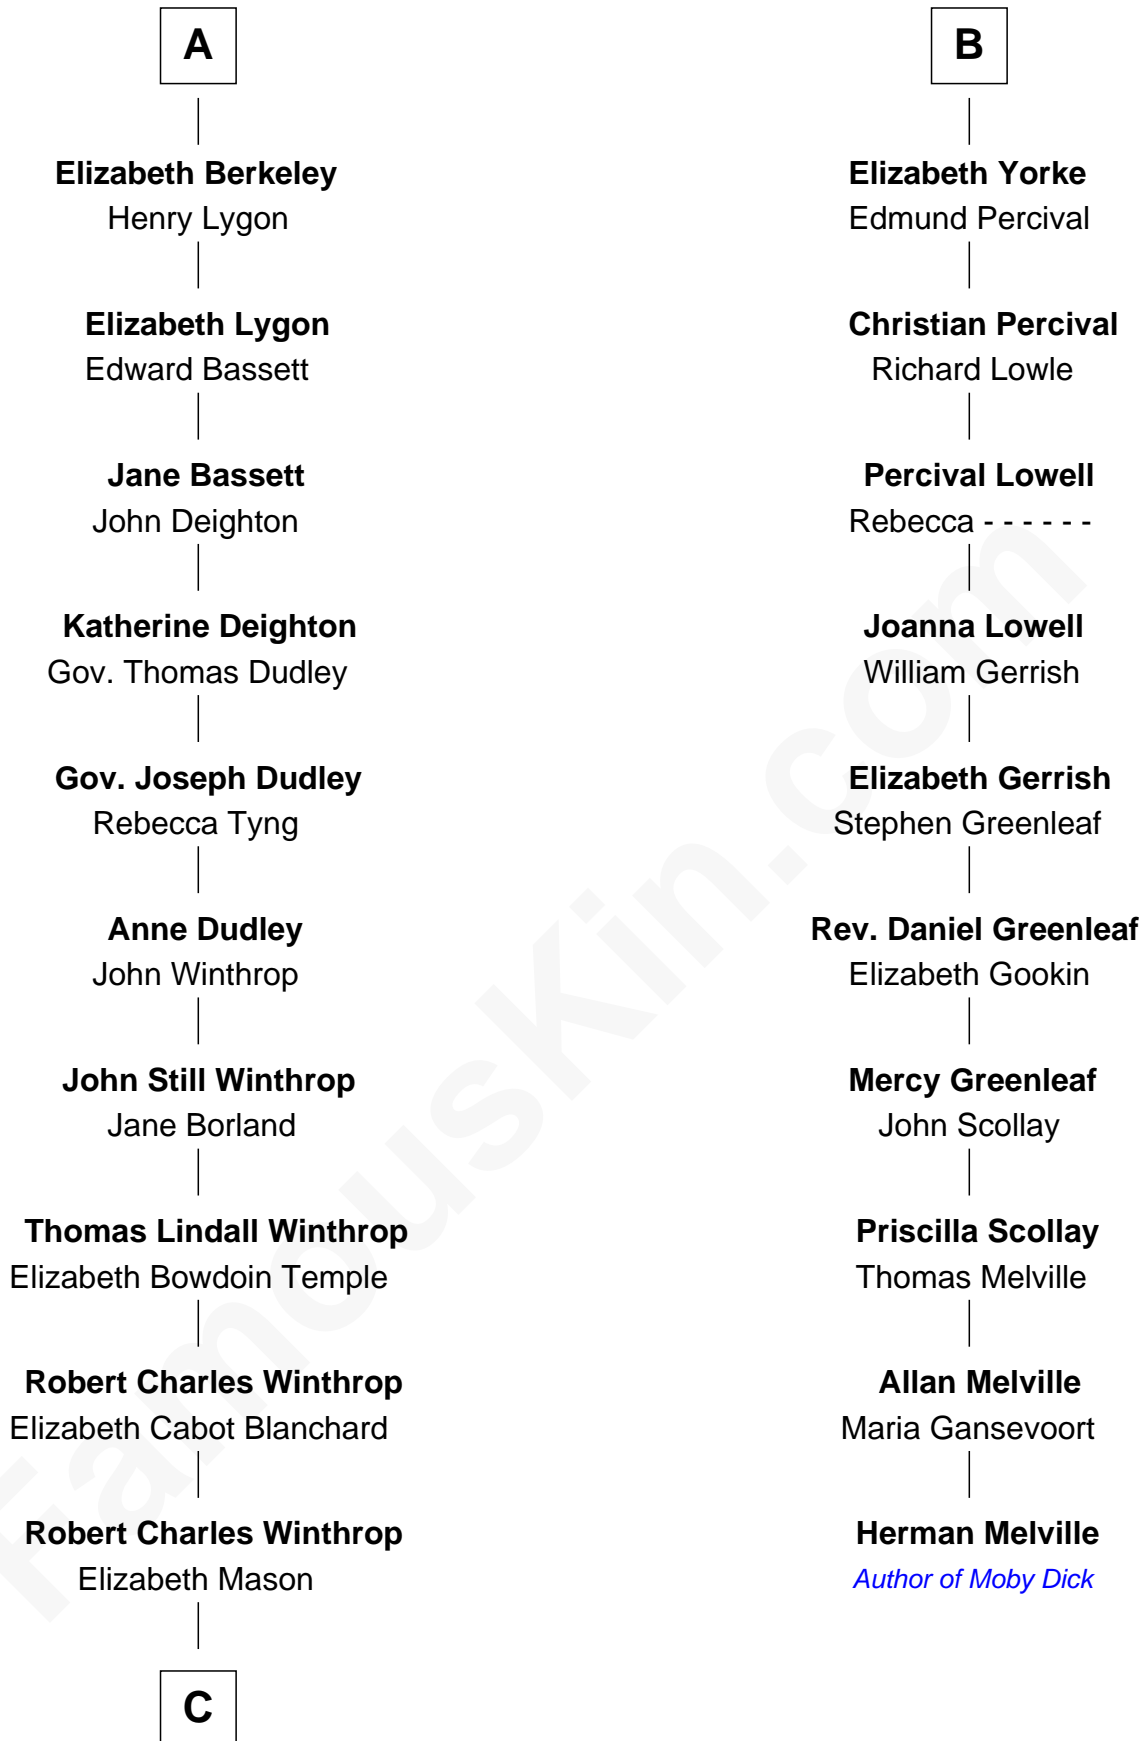 A
Elizabeth Berkeley
Henry Lygon
Elizabeth Lygon
Edward Bassett
Jane Bassett
John Deighton
Katherine Deighton
Gov. Thomas Dudley
Gov. Joseph Dudley
Rebecca Tyng
Anne Dudley
John Winthrop
John Still Winthrop
Jane Borland
Thomas Lindall Winthrop
Elizabeth Bowdoin Temple
Robert Charles Winthrop
Elizabeth Cabot Blanchard
Robert Charles Winthrop
Elizabeth Mason
C
B
Elizabeth Yorke
Edmund Percival
Christian Percival
Richard Lowle
Percival Lowell
Rebecca - - - - - -
Joanna Lowell
William Gerrish
Elizabeth Gerrish
Stephen Greenleaf
Rev. Daniel Greenleaf
Elizabeth Gookin
Mercy Greenleaf
John Scollay
Priscilla Scollay
Thomas Melville
Allan Melville
Maria Gansevoort
Herman Melville
Author of Moby Dick
FamousKin.com